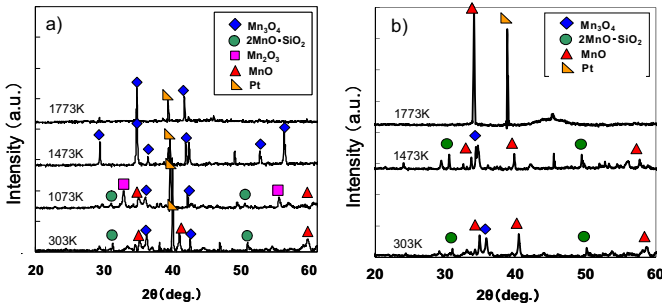 a)
Mn3O4
2MnO・SiO2
Mn2O3
MnO
Pt
1773K
1473K
1073K
303K
Intensity (a.u.)
20 30 40 50 60
2θ(deg.)
b)
Mn3O4
2MnO-SiO2
MnO
Pt
1773K
1473K
303K
Intensity (a.u.)
20 30 40 50 60
2θ(deg.)